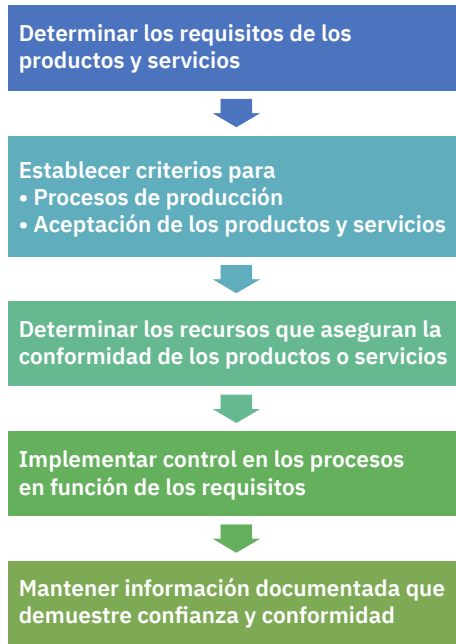 Determinar los requisitos de los
productos y servicios
Establecer criterios para
• Procesos de producción
• Aceptación de los productos y servicios
Determinar los recursos que aseguran la
conformidad de los productos o servicios
Implementar control en los procesos
en función de los requisitos
Mantener información documentada que
demuestre confianza y conformidad